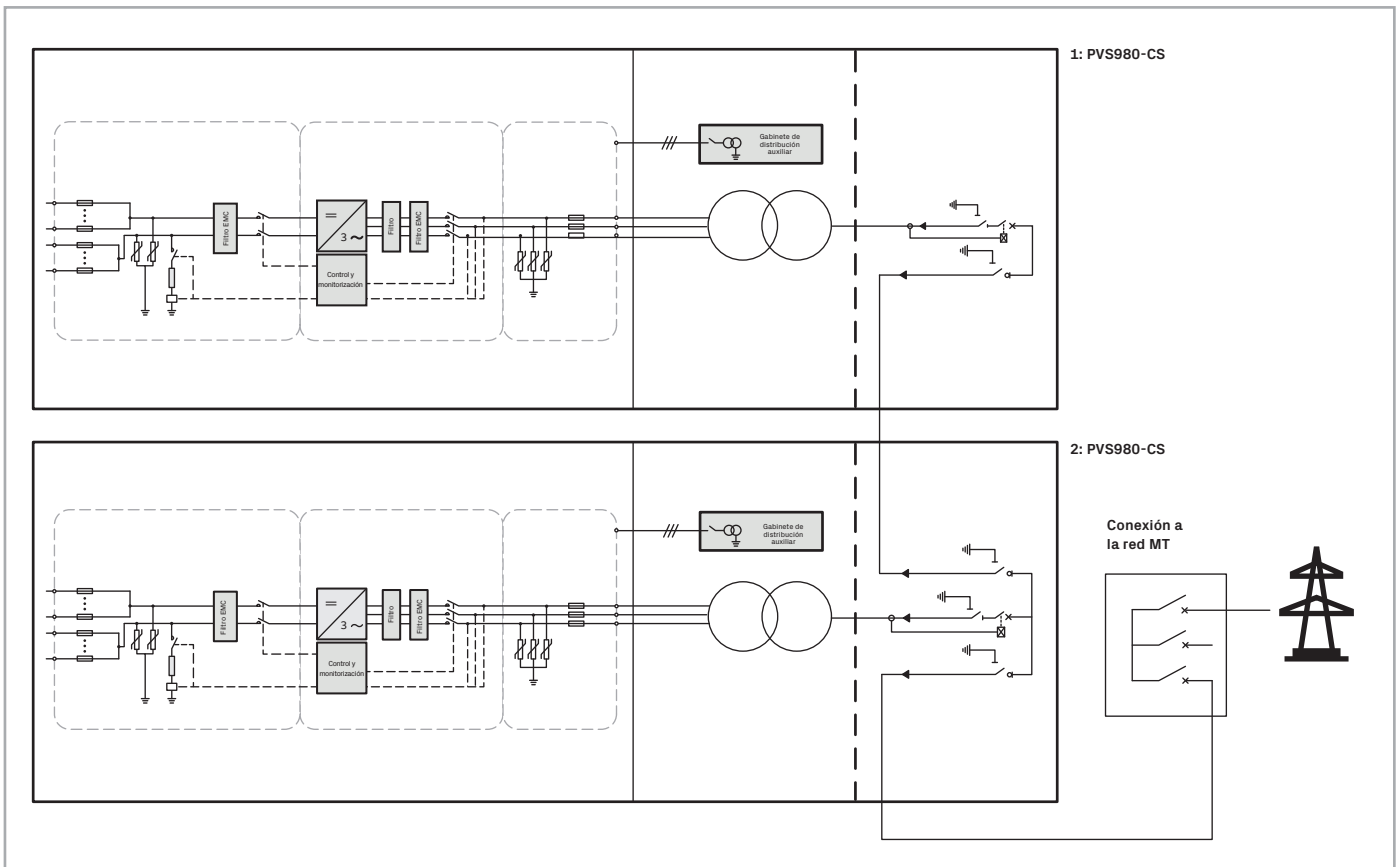 1: PVS980-CS
Gabinete de
distribución
auxiliar
Filtro EMC
3 ~
Filtro
Filtro EMC
Control y
monitorización
2: PVS980-CS
Gabinete de
distribución
auxiliar
Conexión a
la red MT
Filtro EMC
3 ~
Filtro
Filtro EMC
Control y
monitorización